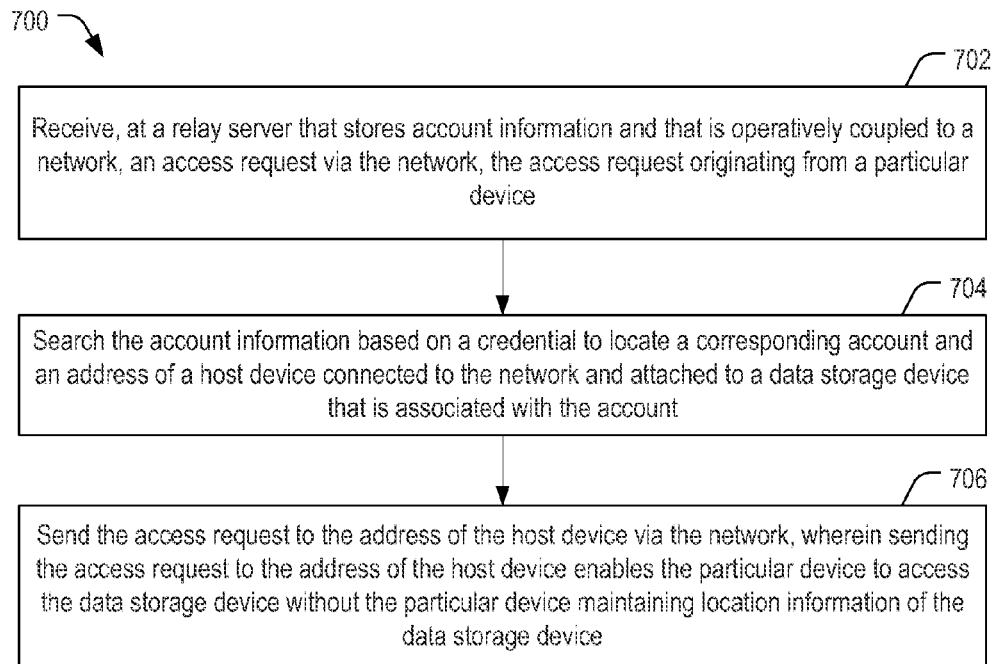 700
702
Receive, at a relay server that stores account information and that is operatively coupled to a
network, an access request via the network, the access request originating from a particular
device
704
Search the account information based on a credential to locate a corresponding account and
an address of a host device connected to the network and attached to a data storage device
that is associated with the account
706
Send the access request to the address of the host device via the network, wherein sending
the access request to the address of the host device enables the particular device to access
the data storage device without the particular device maintaining location information of the
data storage device